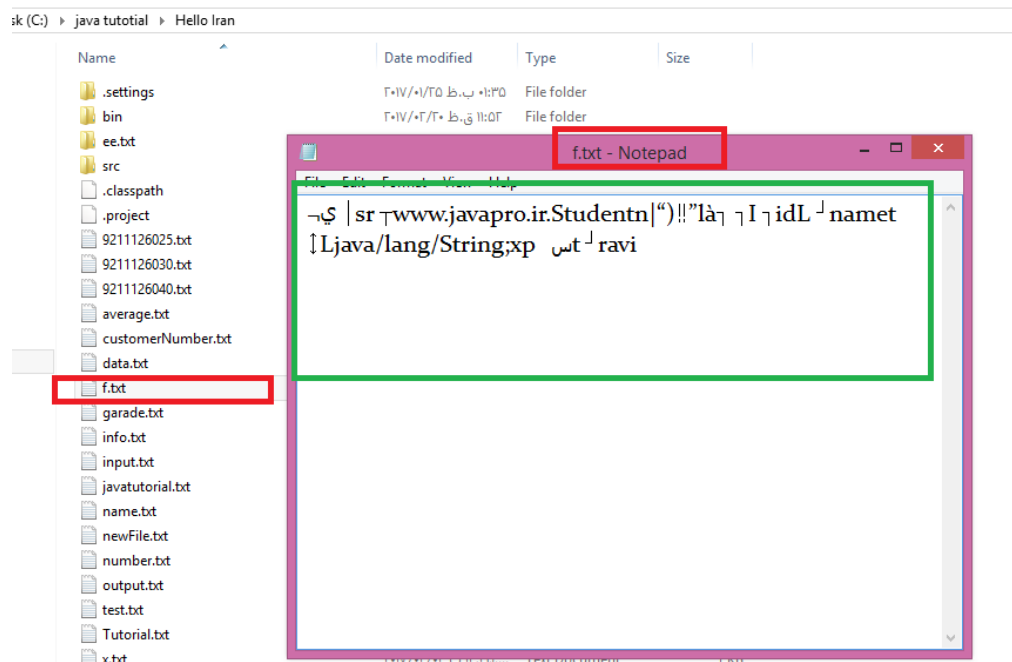 sk (C:) ▸ java tutotial ▸ Hello Iran
Name Date modified Type Size
.settings ۲۰۱۷/۰۱/۲۵ ۰۱:۳۵ ب.ظ File folder
bin ۲۰۱۷/۰۲/۲۰ ۱۱:۵۲ ق.ظ File folder
ee.txt
src
.classpath
.project
9211126025.txt
9211126030.txt
9211126040.txt
average.txt
customerNumber.txt
data.txt
f.txt
garade.txt
info.txt
input.txt
javatutorial.txt
name.txt
newFile.txt
number.txt
output.txt
test.txt
Tutorial.txt
x.txt
f.txt - Notepad
File Edit Format View Help
¬ي │sr ┬www.javapro.ir.Studentn|“)‼”là┐ ┐I ┐idL ┘namet
↕Ljava/lang/String;xp ست┘ravi